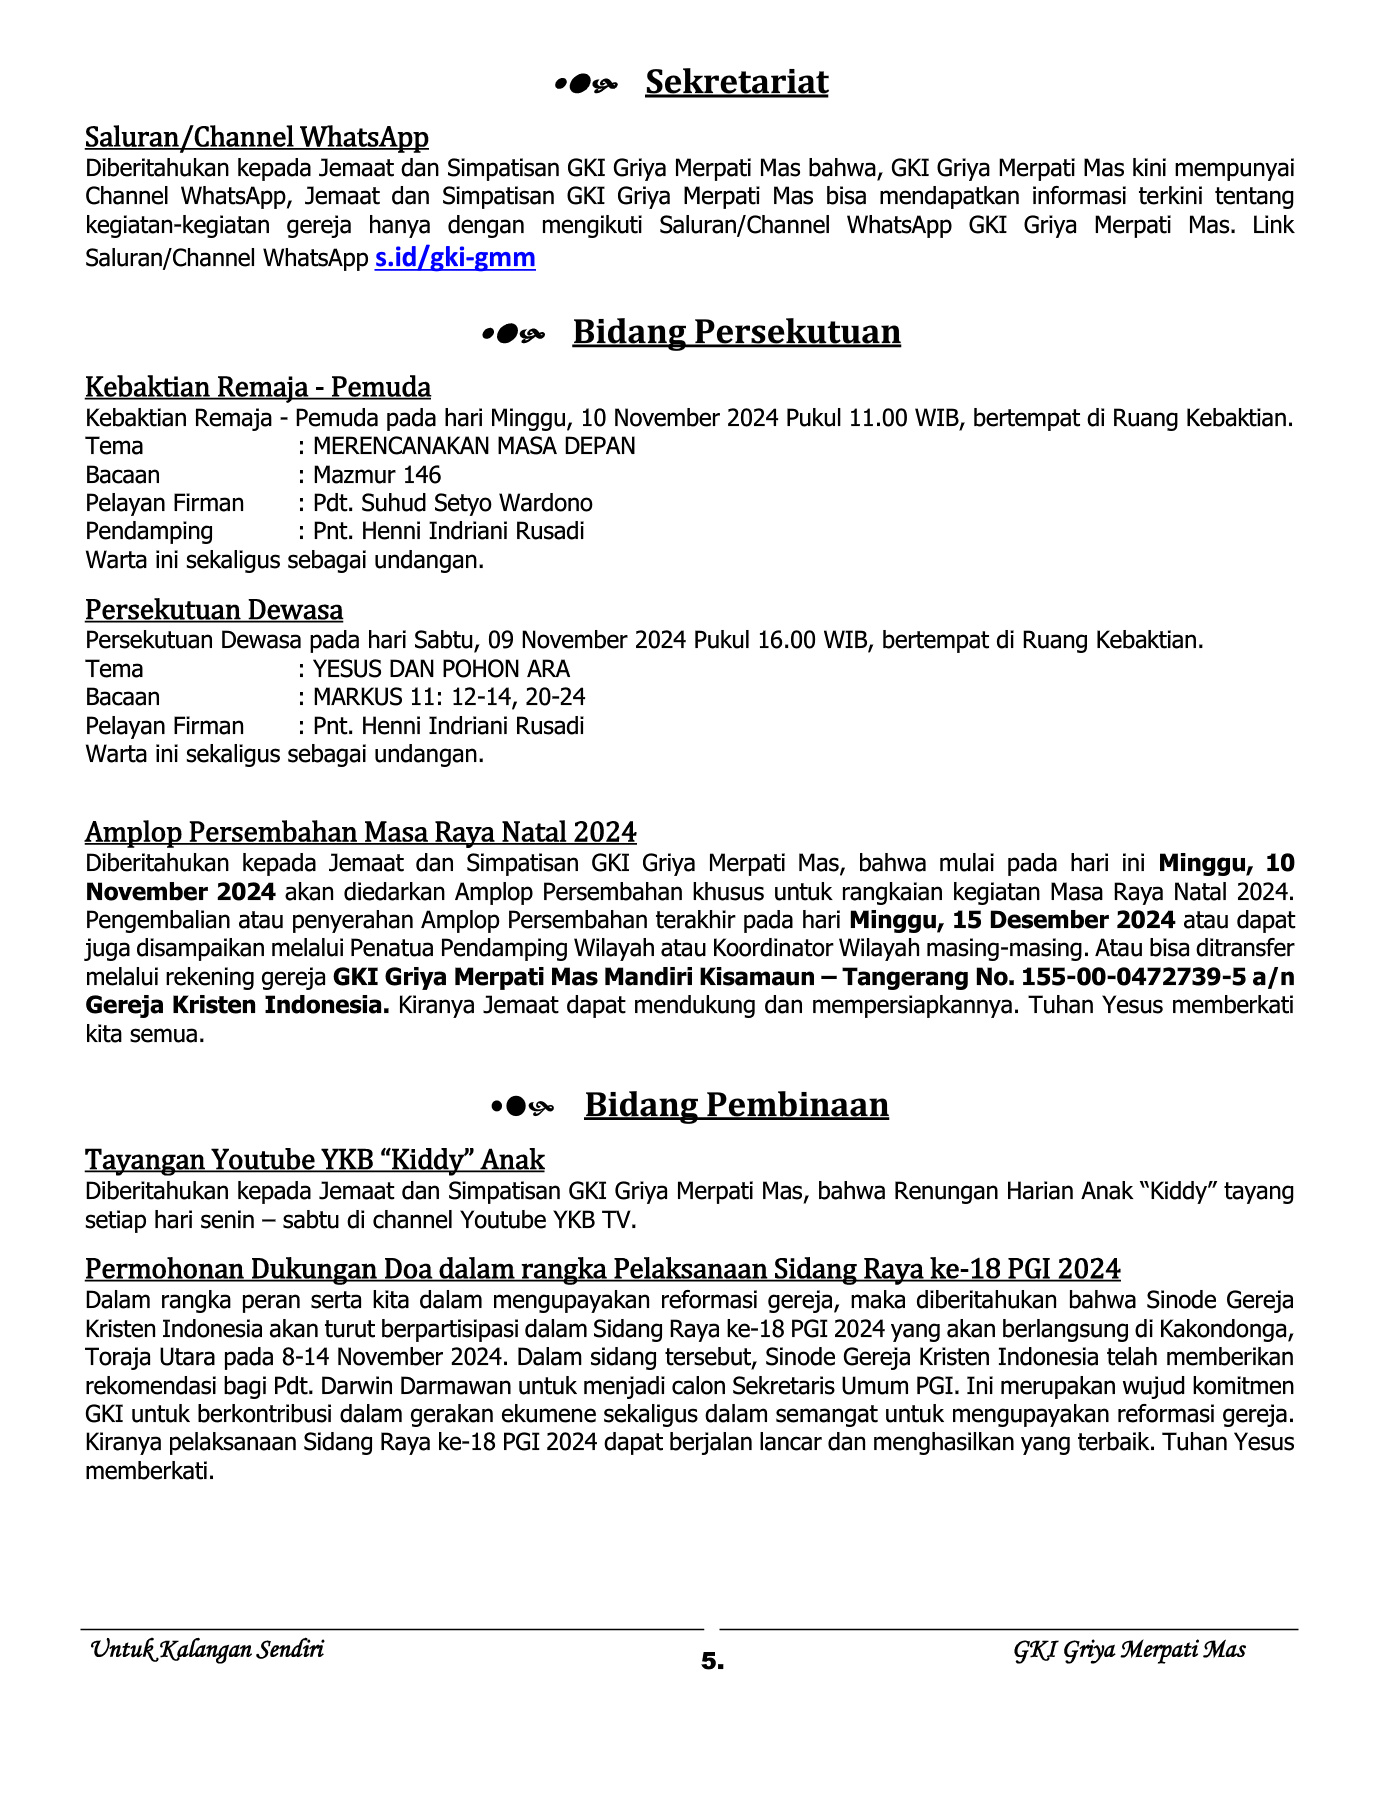 Sekretariat
Saluran/Channel WhatsApp
Diberitahukan kepada Jemaat dan Simpatisan GKI Griya Merpati Mas bahwa, GKI Griya Merpati Mas kini mempunyai
Channel WhatsApp, Jemaat dan Simpatisan GKI Griya Merpati Mas bisa mendapatkan informasi terkini tentang
kegiatan-kegiatan gereja hanya dengan mengikuti Saluran/Channel WhatsApp GKI Griya Merpati Mas. Link
Saluran/Channel WhatsApp s.id/gki-gmm
Bidang Persekutuan
Kebaktian Remaja - Pemuda
Kebaktian Remaja - Pemuda pada hari Minggu, 10 November 2024 Pukul 11.00 WIB, bertempat di Ruang Kebaktian.
Tema : MERENCANAKAN MASA DEPAN
Bacaan : Mazmur 146
Pelayan Firman : Pdt. Suhud Setyo Wardono
Pendamping : Pnt. Henni Indriani Rusadi
Warta ini sekaligus sebagai undangan.
Persekutuan Dewasa
Persekutuan Dewasa pada hari Sabtu, 09 November 2024 Pukul 16.00 WIB, bertempat di Ruang Kebaktian.
Tema : YESUS DAN POHON ARA
Bacaan : MARKUS 11: 12-14, 20-24
Pelayan Firman : Pnt. Henni Indriani Rusadi
Warta ini sekaligus sebagai undangan.
Amplop Persembahan Masa Raya Natal 2024
Diberitahukan kepada Jemaat dan Simpatisan GKI Griya Merpati Mas, bahwa mulai pada hari ini Minggu, 10
November 2024 akan diedarkan Amplop Persembahan khusus untuk rangkaian kegiatan Masa Raya Natal 2024.
Pengembalian atau penyerahan Amplop Persembahan terakhir pada hari Minggu, 15 Desember 2024 atau dapat
juga disampaikan melalui Penatua Pendamping Wilayah atau Koordinator Wilayah masing-masing. Atau bisa ditransfer
melalui rekening gereja GKI Griya Merpati Mas Mandiri Kisamaun – Tangerang No. 155-00-0472739-5 a/n
Gereja Kristen Indonesia. Kiranya Jemaat dapat mendukung dan mempersiapkannya. Tuhan Yesus memberkati
kita semua.
Bidang Pembinaan
Tayangan Youtube YKB “Kiddy” Anak
Diberitahukan kepada Jemaat dan Simpatisan GKI Griya Merpati Mas, bahwa Renungan Harian Anak “Kiddy” tayang
setiap hari senin – sabtu di channel Youtube YKB TV.
Permohonan Dukungan Doa dalam rangka Pelaksanaan Sidang Raya ke-18 PGI 2024
Dalam rangka peran serta kita dalam mengupayakan reformasi gereja, maka diberitahukan bahwa Sinode Gereja
Kristen Indonesia akan turut berpartisipasi dalam Sidang Raya ke-18 PGI 2024 yang akan berlangsung di Kakondonga,
Toraja Utara pada 8-14 November 2024. Dalam sidang tersebut, Sinode Gereja Kristen Indonesia telah memberikan
rekomendasi bagi Pdt. Darwin Darmawan untuk menjadi calon Sekretaris Umum PGI. Ini merupakan wujud komitmen
GKI untuk berkontribusi dalam gerakan ekumene sekaligus dalam semangat untuk mengupayakan reformasi gereja.
Kiranya pelaksanaan Sidang Raya ke-18 PGI 2024 dapat berjalan lancar dan menghasilkan yang terbaik. Tuhan Yesus
memberkati.
Untuk Kalangan Sendiri
5.
GKI Griya Merpati Mas